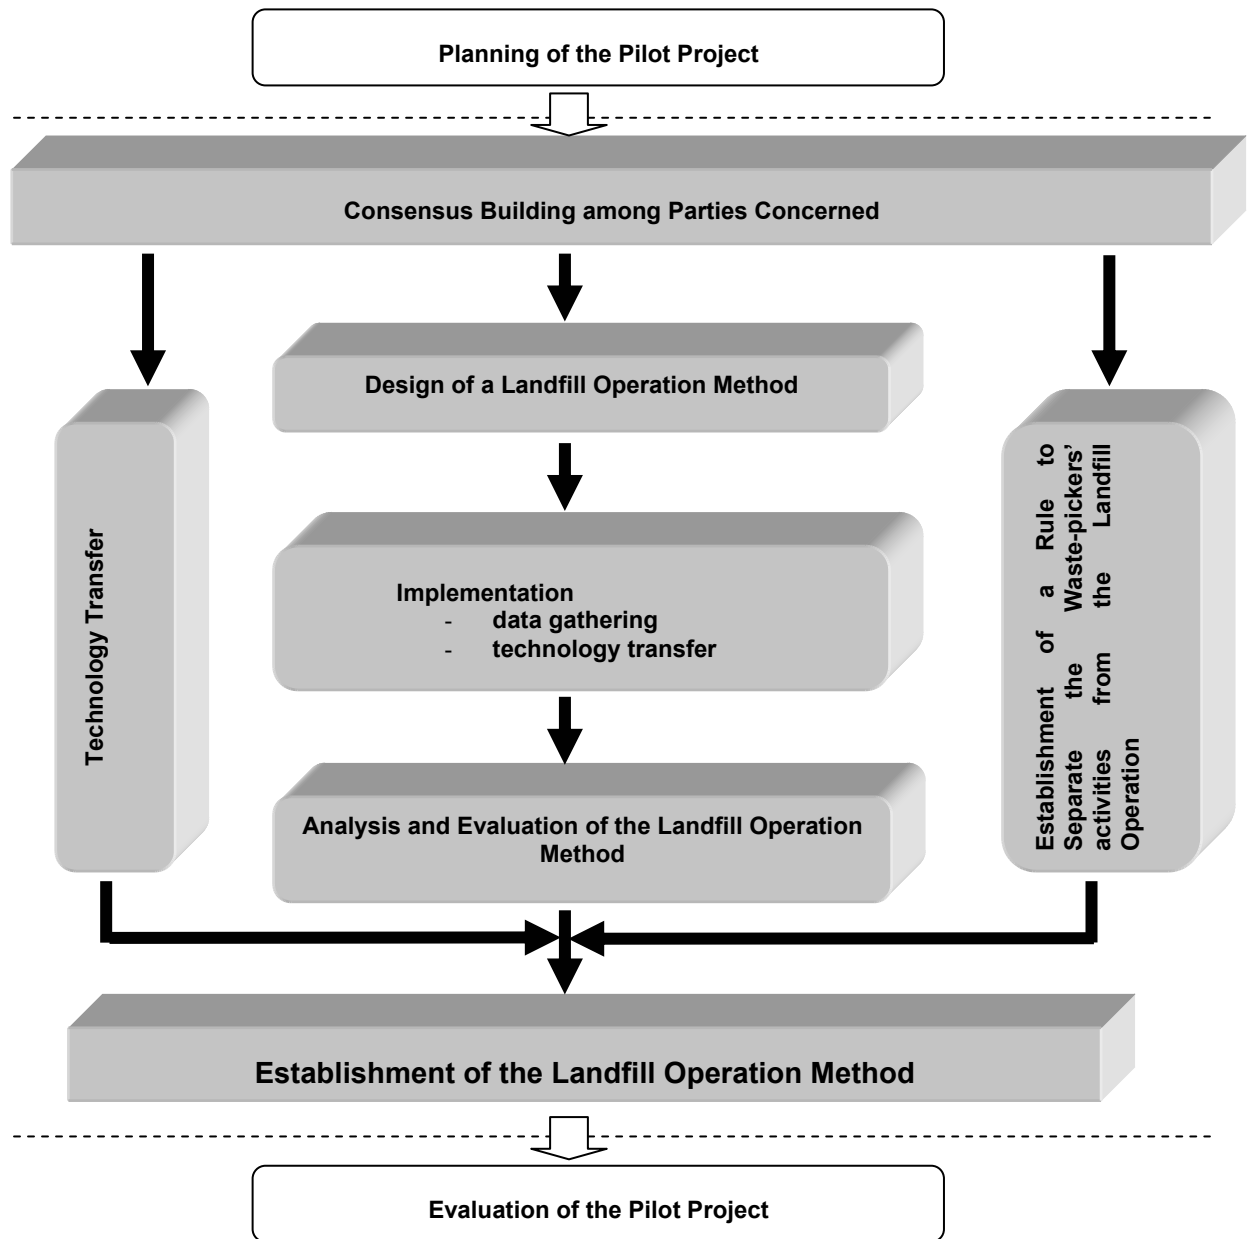 Planning of the Pilot Project
Consensus Building among Parties Concerned
Design of a Landfill Operation Method
Technology Transfer
Implementation
- data gathering
- technology transfer
Establishment of a Rule to
Separate the Waste-pickers’
activities from the Landfill
Operation
Analysis and Evaluation of the Landfill Operation
Method
Establishment of the Landfill Operation Method
Evaluation of the Pilot Project